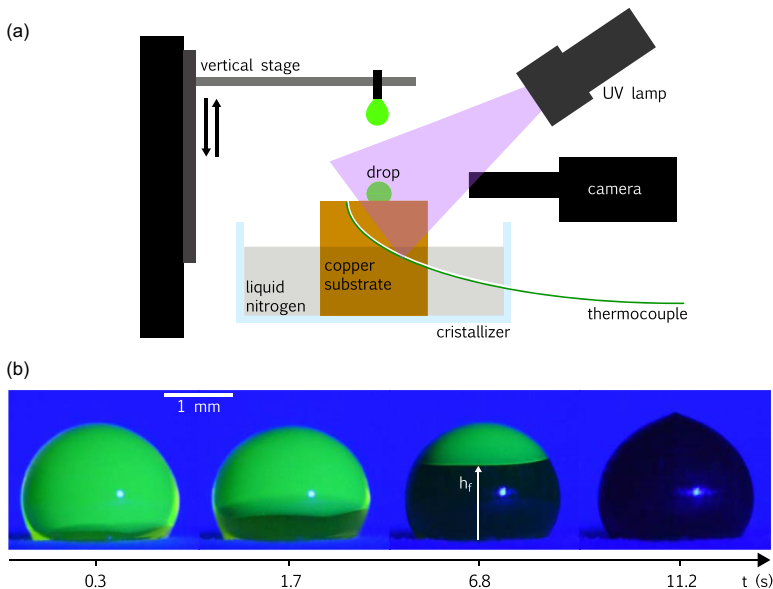 (a)
vertical stage
UV lamp
drop
camera
copper
substrate
liquid
nitrogen
thermocouple
cristallizer
(b)
1 mm
hf
0.3 1.7 6.8 11.2 t (s)